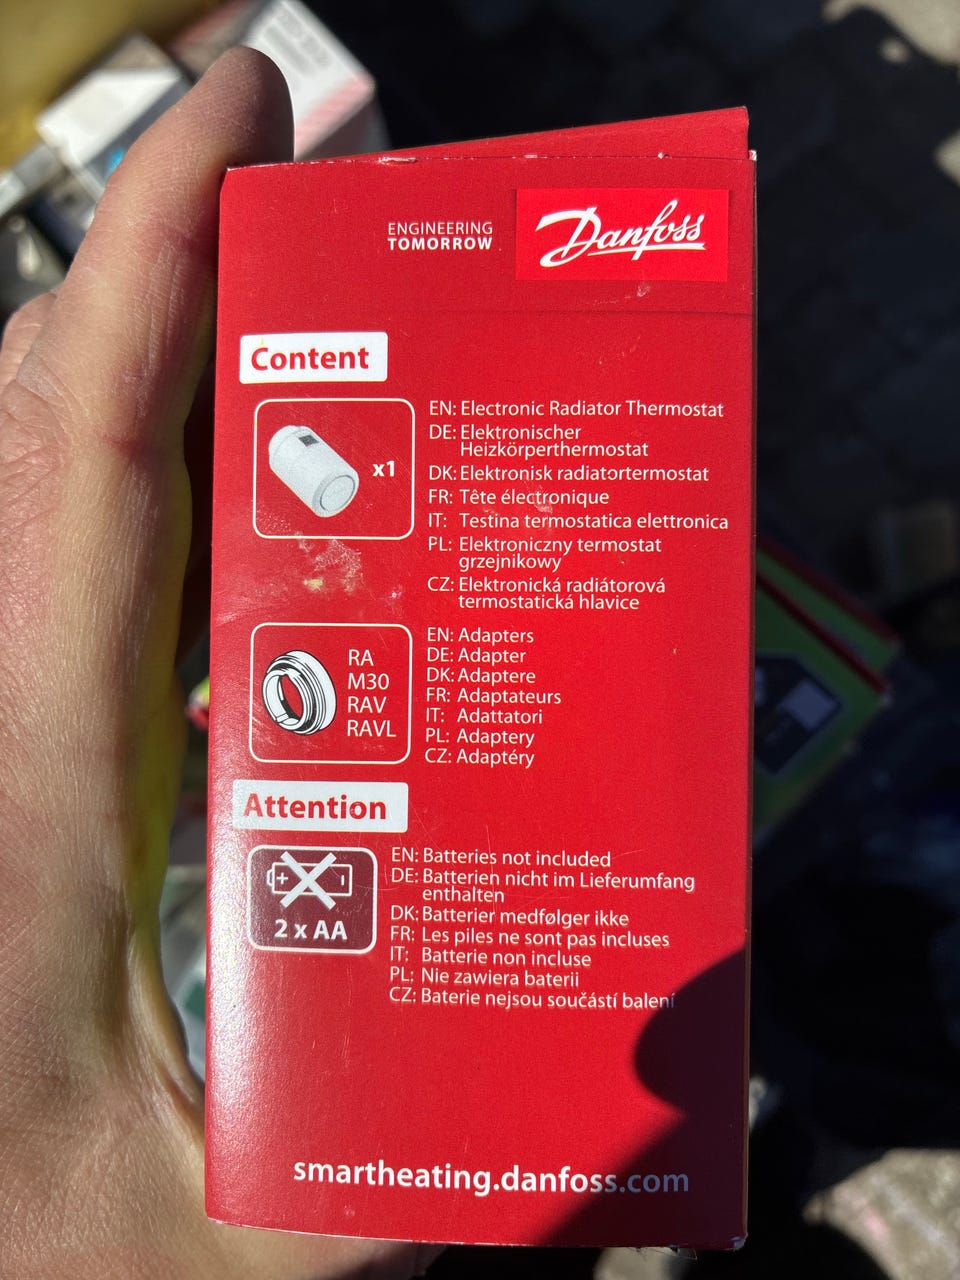 ENGINEERING
TOMORROW
Danfoss
Content
x1
EN: Electronic Radiator Thermostat
DE: Elektronischer
Heizkörperthermostat
DK: Elektronisk radiatortermostat
FR: Tête électronique
IT: Testina termostatica elettronica
PL: Elektroniczny termostat
grzejnikowy
CZ: Elektronická radiátorová
termostatická hlavice
RA
M30
RAV
RAVL
EN: Adapters
DE: Adapter
DK: Adaptere
FR: Adaptateurs
IT: Adattatori
PL: Adaptery
CZ: Adaptéry
Attention
+ -
2 x AA
EN: Batteries not included
DE: Batterien nicht im Lieferumfang
enthalten
DK: Batterier medfølger ikke
FR: Les piles ne sont pas incluses
IT: Batterie non incluse
PL: Nie zawiera baterii
CZ: Baterie nejsou součástí balení
smartheating.danfoss.com